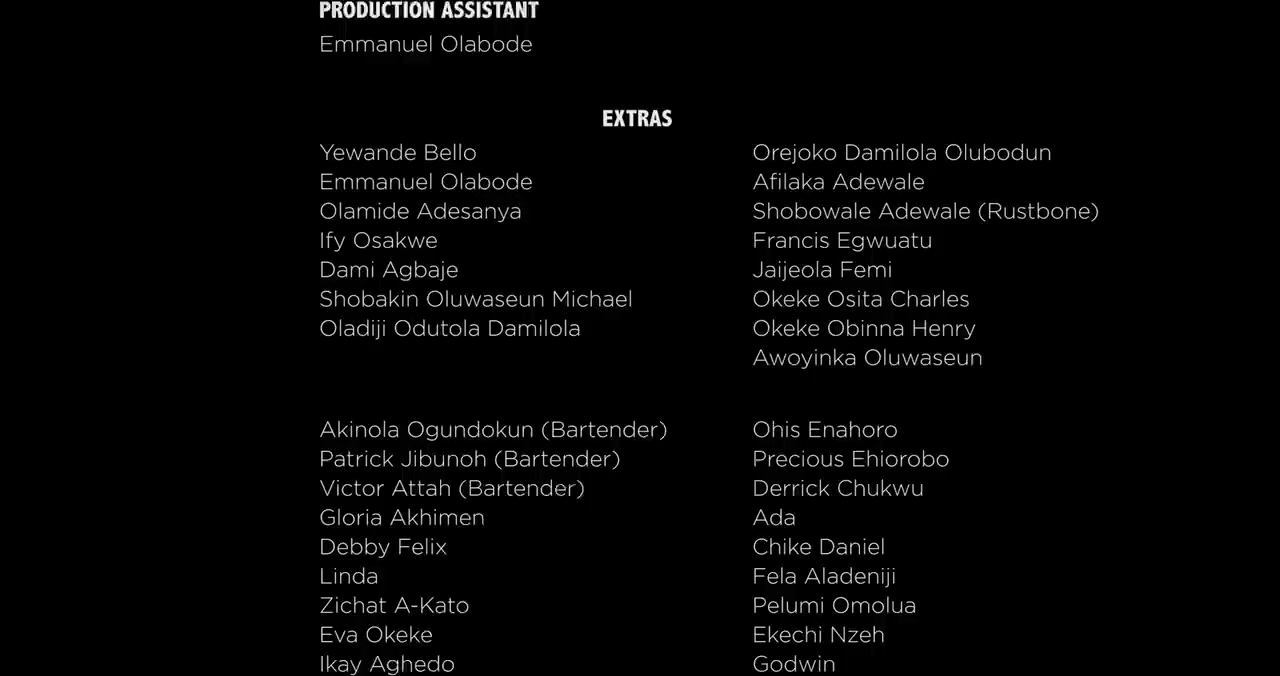 PRODUCTION ASSISTANT
Emmanuel Olabode
EXTRAS
Yewande Bello
Emmanuel Olabode
Olamide Adesanya
Ify Osakwe
Dami Agbaje
Shobakin Oluwaseun Michael
Oladiji Odutola Damilola
Orejoko Damilola Olubodun
Afilaka Adewale
Shobowale Adewale (Rustbone)
Francis Egwuatu
Jaijeola Femi
Okeke Osita Charles
Okeke Obinna Henry
Awoyinka Oluwaseun
Akinola Ogundokun (Bartender)
Patrick Jibunoh (Bartender)
Victor Attah (Bartender)
Gloria Akhimen
Debby Felix
Linda
Zichat A-Kato
Eva Okeke
Ikay Aghedo
Ohis Enahoro
Precious Ehiorobo
Derrick Chukwu
Ada
Chike Daniel
Fela Aladeniji
Pelumi Omolua
Ekechi Nzeh
Godwin